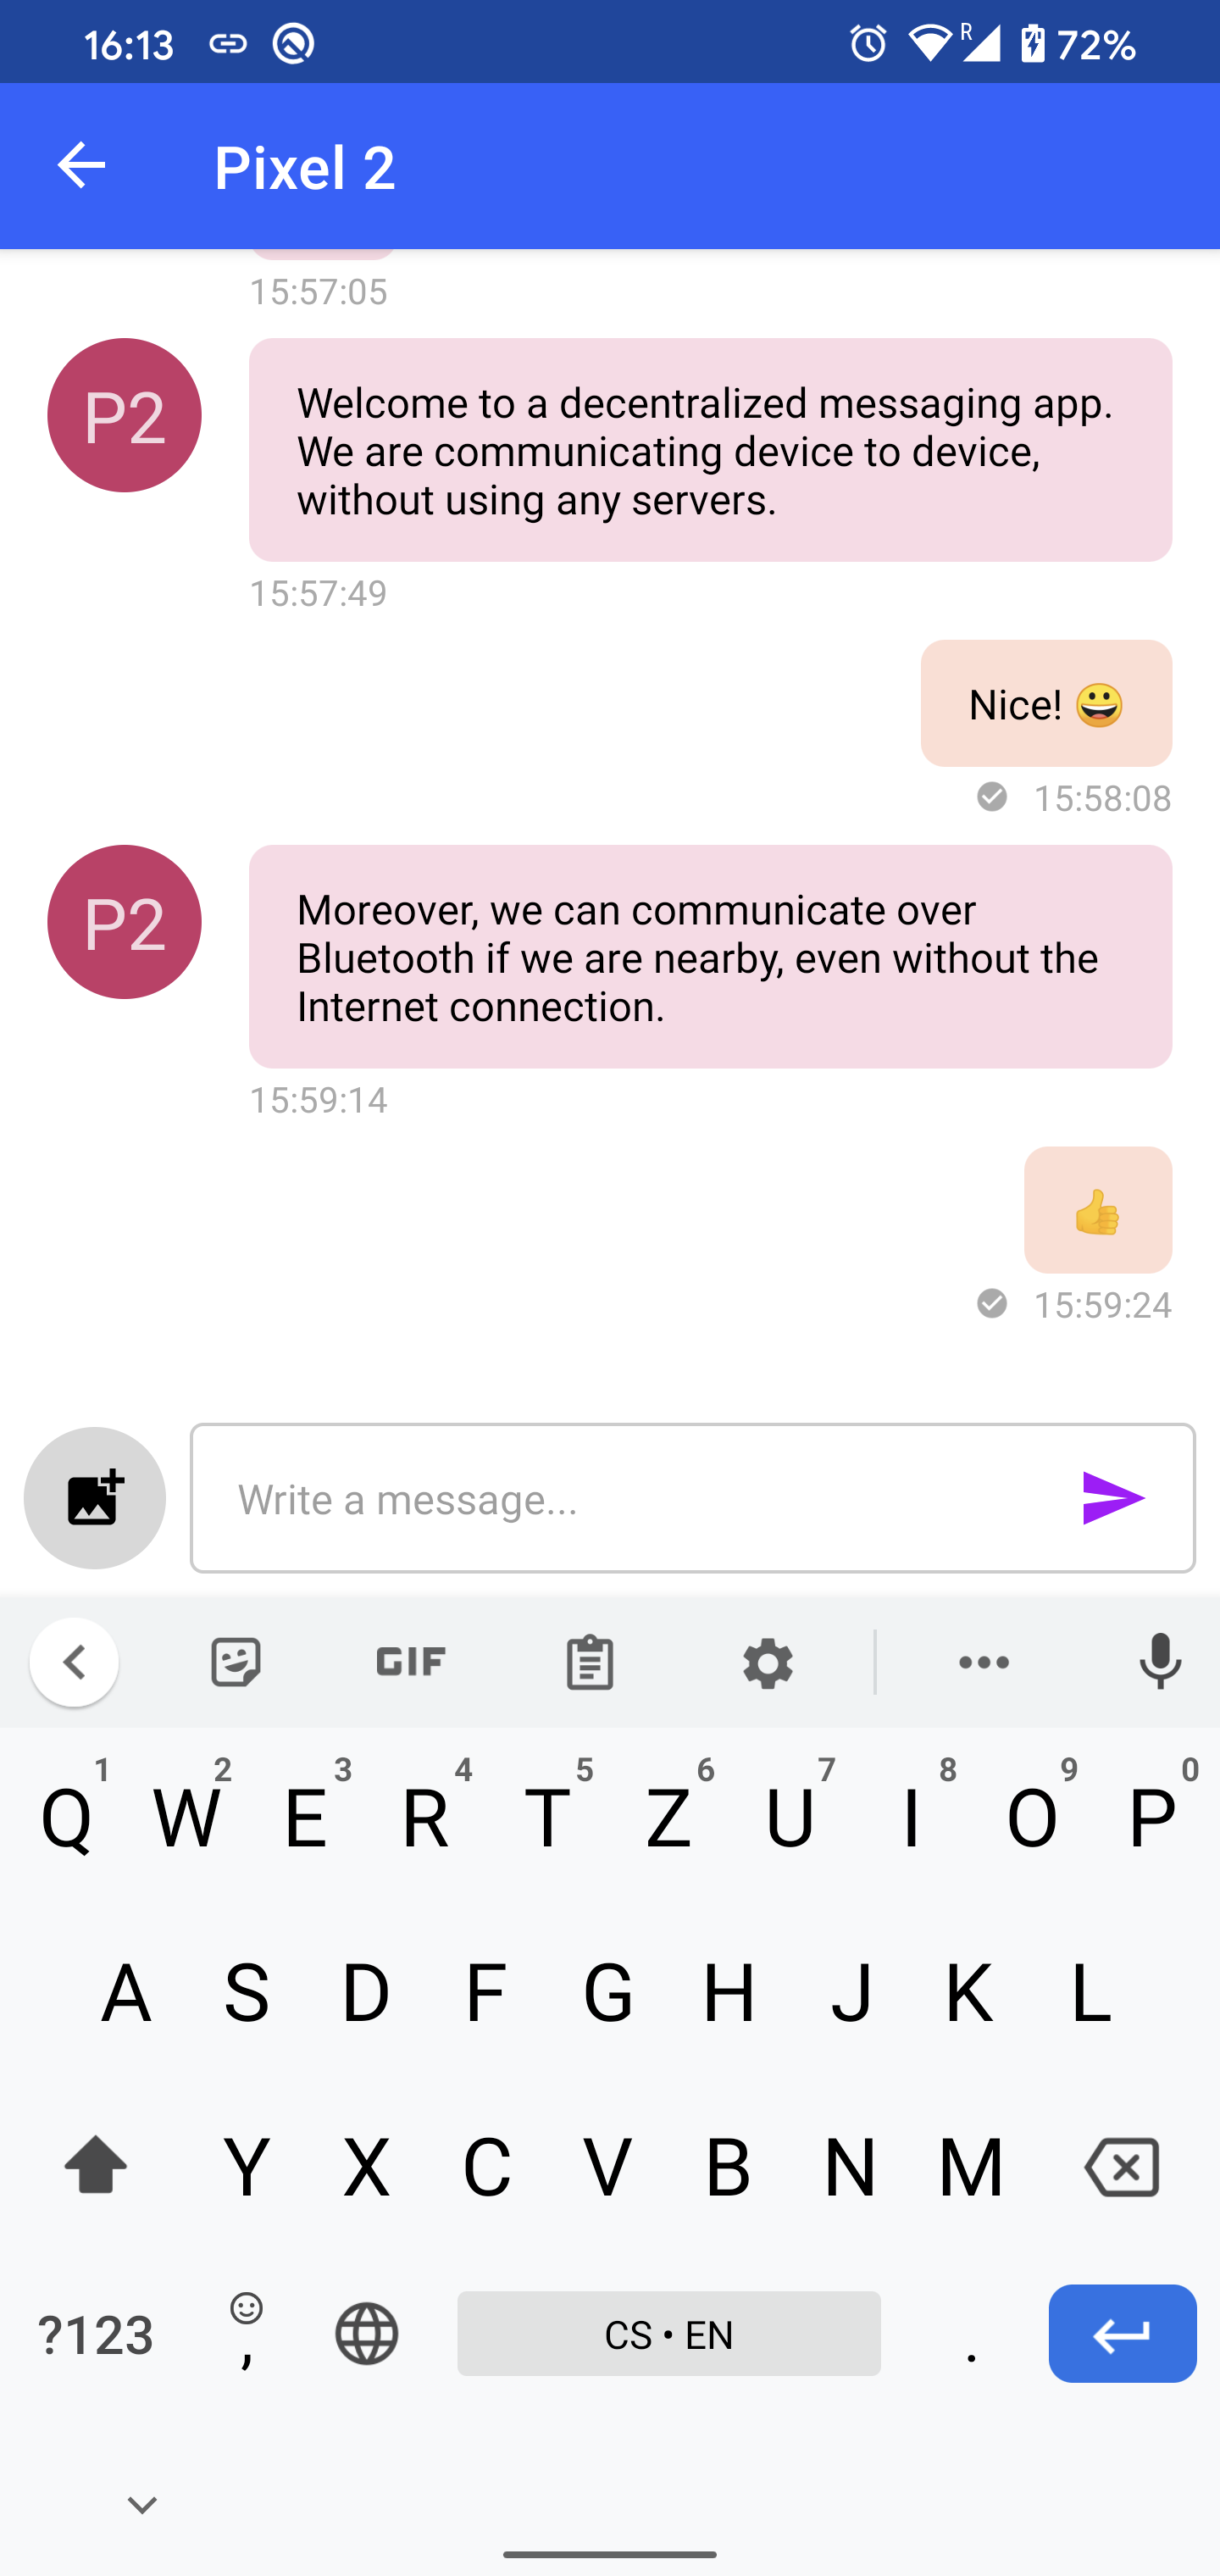 16:13
R
72%
Pixel 2
15:57:05
P2
Welcome to a decentralized messaging app.
We are communicating device to device,
without using any servers.
15:57:49
Nice! 😀
15:58:08
P2
Moreover, we can communicate over
Bluetooth if we are nearby, even without the
Internet connection.
15:59:14
👍
15:59:24
Write a message...
GIF
1 2 3 4 5 6 7 8 9 0
Q W E R T Z U I O P
A S D F G H J K L
Y X C V B N M
?123 , CS • EN .